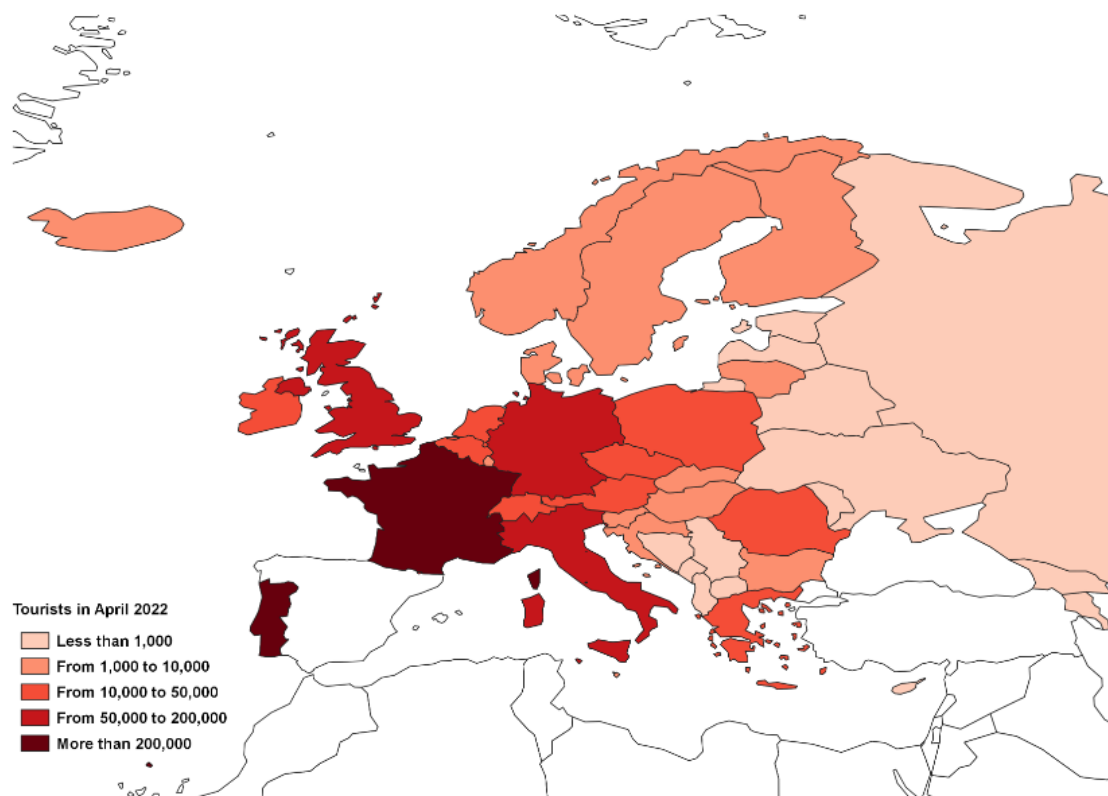 Tourists in April 2022
Less than 1,000
From 1,000 to 10,000
From 10,000 to 50,000
From 50,000 to 200,000
More than 200,000